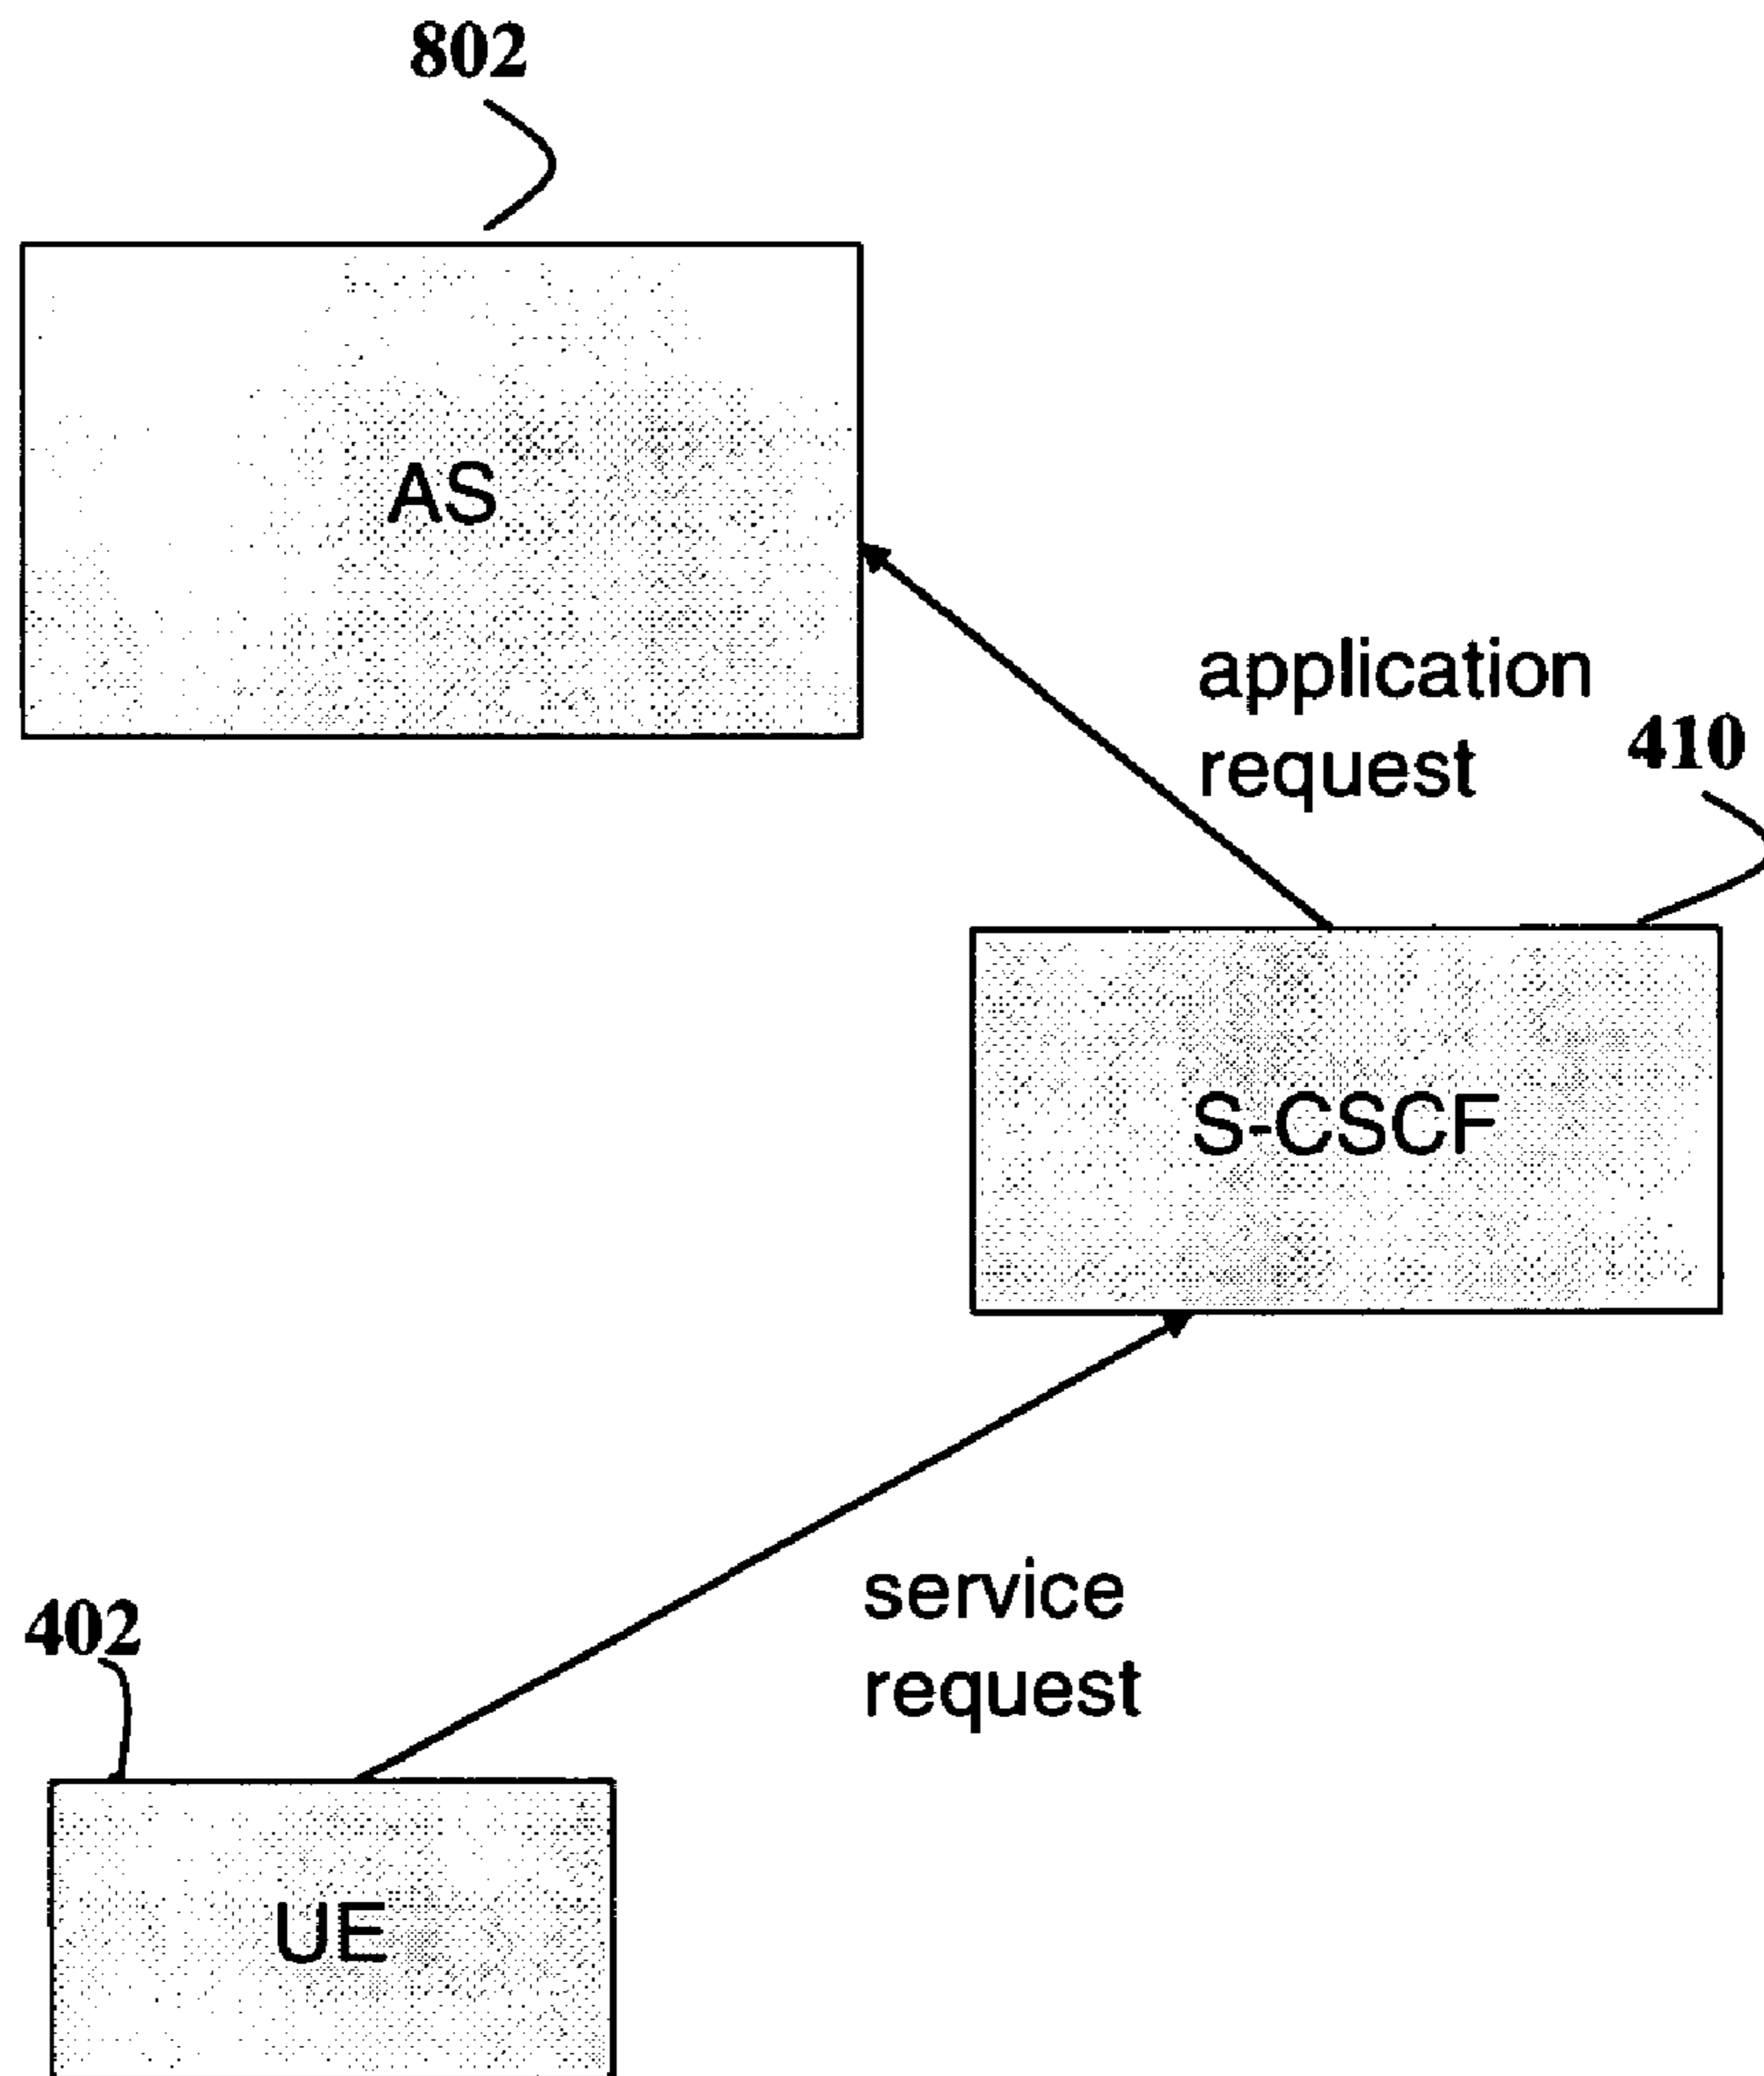 802
AS
application
request
410
S-CSCF
service
request
402
UE